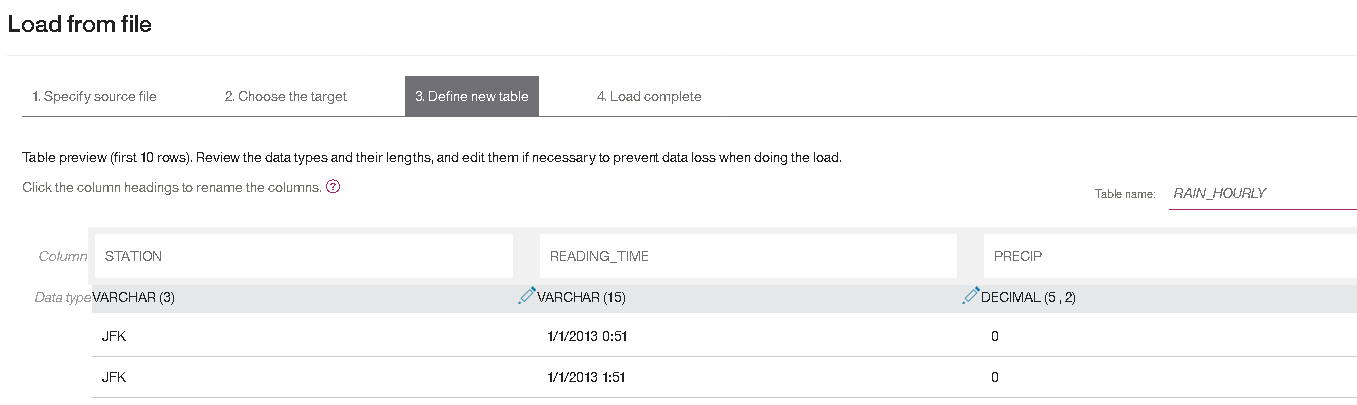 Load from file
1. Specify source file 2. Choose the target 3. Define new table 4. Load complete
Table preview (first 10 rows). Review the data types and their lengths, and edit them if necessary to prevent data loss when doing the load.
Click the column headings to rename the columns. ?
Table name: RAIN_HOURLY
Column STATION READING_TIME PRECIP
Data type VARCHAR (3) VARCHAR (15) DECIMAL (5 , 2)
JFK 1/1/2013 0:51 0
JFK 1/1/2013 1:51 0